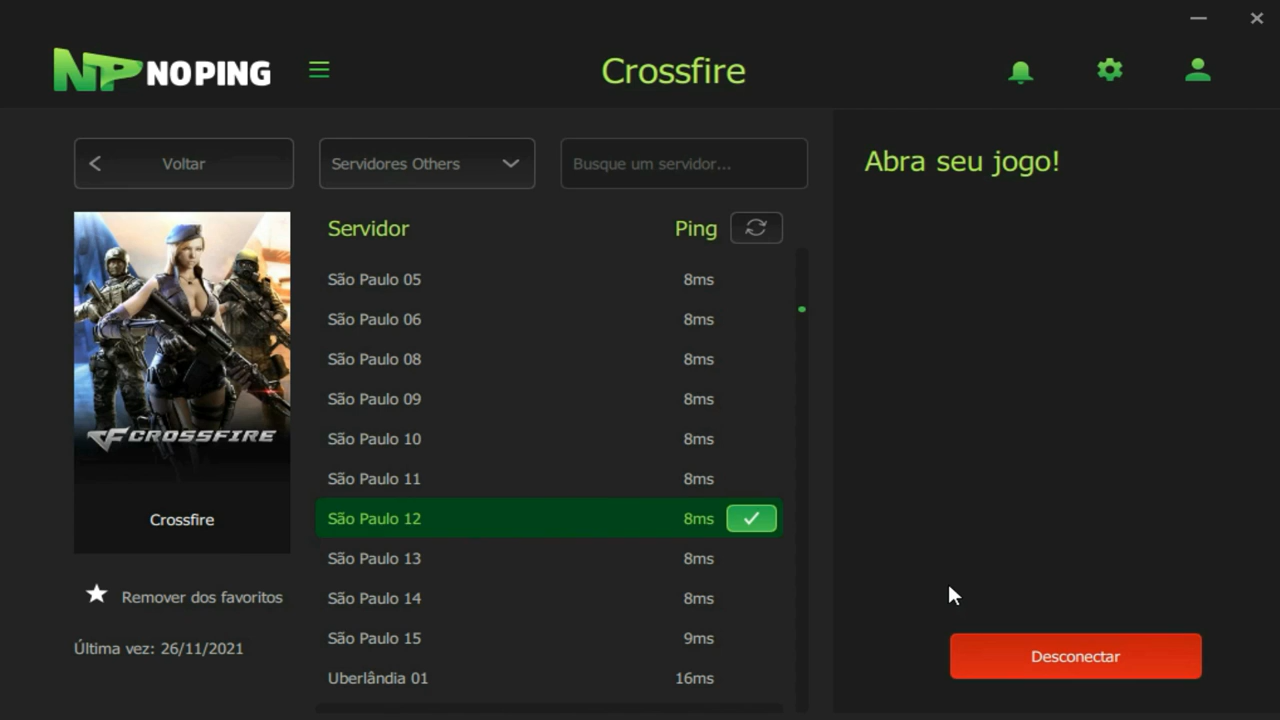 NP NOPING
Crossfire
Voltar
Servidores Others
Busque um servidor...
Abra seu jogo!
Servidor Ping
São Paulo 05 8ms
São Paulo 06 8ms
São Paulo 08 8ms
São Paulo 09 8ms
São Paulo 10 8ms
São Paulo 11 8ms
São Paulo 12 8ms
São Paulo 13 8ms
São Paulo 14 8ms
São Paulo 15 9ms
Uberlândia 01 16ms
CF CROSSFIRE
Crossfire
Remover dos favoritos
Última vez: 26/11/2021
Desconectar